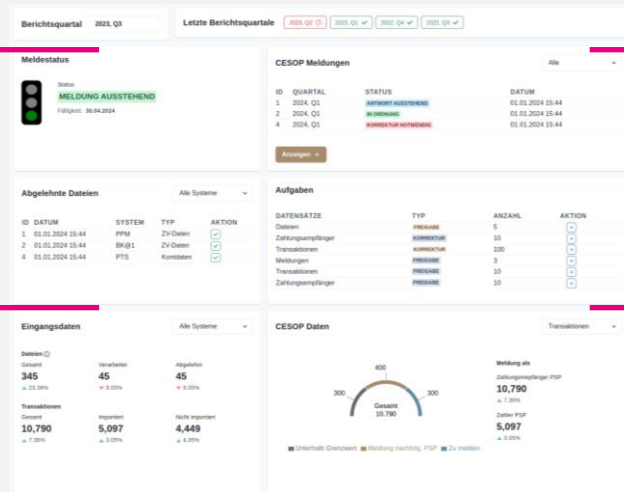 Berichtsquartal 2023, Q3
Letzte Berichtsquartale 2023, Q2 2023, Q1 2022, Q4 2022, Q3
Meldestatus
Status
MELDUNG AUSSTEHEND
Fälligkeit: 30.04.2024
CESOP Meldungen Alle
ID QUARTAL STATUS DATUM
1 2024, Q1 ANTWORT AUSSTEHEND 01.01.2024 15:44
2 2024, Q1 IN ORDNUNG 01.01.2024 15:44
4 2024, Q1 KORREKTUR NOTWENDIG 01.01.2024 15:44
Anzeigen
Abgelehnte Dateien Alle Systeme
ID DATUM SYSTEM TYP AKTION
1 01.01.2024 15:44 PPM ZV-Daten
2 01.01.2024 15:44 BK@1 ZV-Daten
4 01.01.2024 15:44 PTS Kontdaten
Aufgaben
DATENSÄTZE TYP ANZAHL AKTION
Dateien FREIGABE 5
Zahlungsempfänger KORREKTUR 10
Transaktionen KORREKTUR 100
Meldungen FREIGABE 3
Transaktionen FREIGABE 10
Zahlungsempfänger FREIGABE 10
Eingangsdaten Alle Systeme
Dateien
Gesamt Verarbeitet Abgelehnt
345 45 45
23.36% 9.05% 9.05%
Transaktionen
Gesamt Importiert Nicht importiert
10,790 5,097 4,449
7.36% 3.05% 6.05%
CESOP Daten Transaktionen
400
300 300
Gesamt
10.790
Unterhalb Grenzwert Meldung nachfolg. PSP Zu melden
Meldung als
Zahlungsempfänger PSP
10,790
7.36%
Zahler PSP
5,097
3.05%